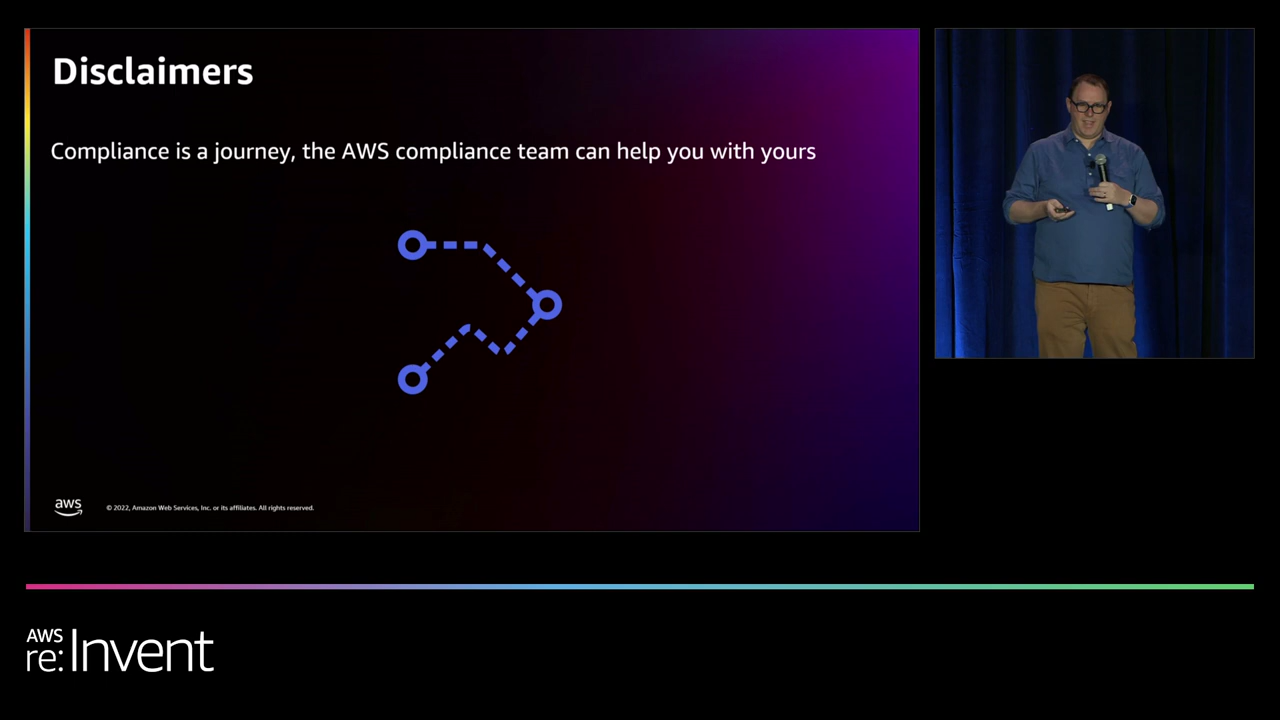 Disclaimers
Compliance is a journey, the AWS compliance team can help you with yours
aws
© 2022, Amazon Web Services, Inc. or its affiliates. All rights reserved.
AWS
re:Invent